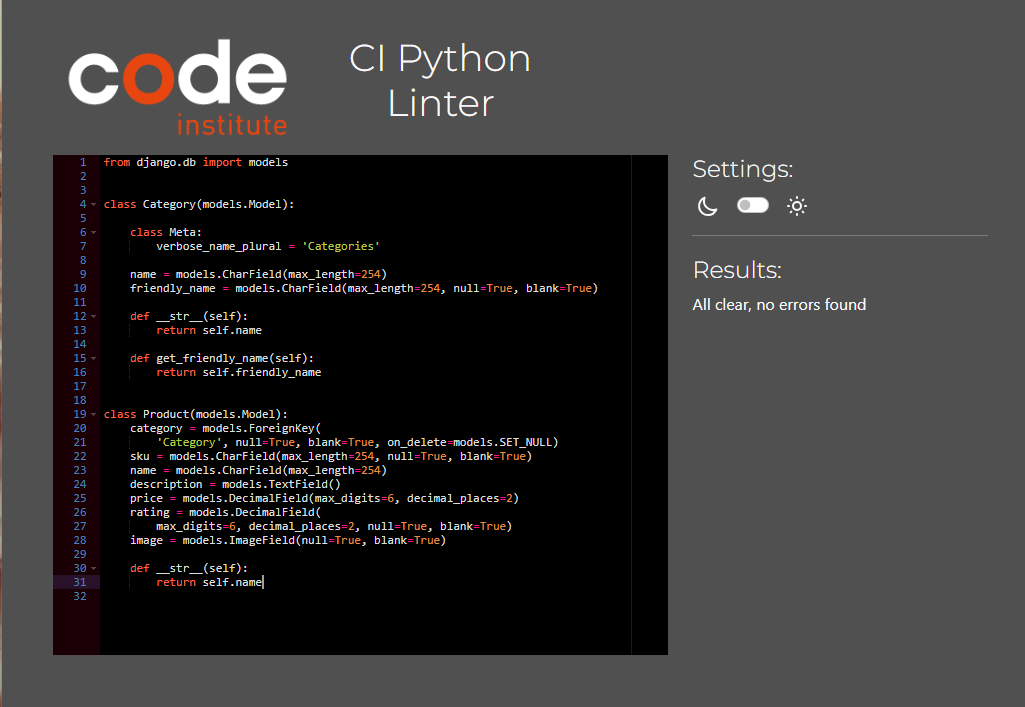 code
institute
CI Python
Linter
1 from django.db import models
2
3
4 class Category(models.Model):
5
6     class Meta:
7         verbose_name_plural = 'Categories'
8
9     name = models.CharField(max_length=254)
10     friendly_name = models.CharField(max_length=254, null=True, blank=True)
11
12     def __str__(self):
13         return self.name
14
15     def get_friendly_name(self):
16         return self.friendly_name
17
18
19 class Product(models.Model):
20     category = models.ForeignKey(
21         'Category', null=True, blank=True, on_delete=models.SET_NULL)
22     sku = models.CharField(max_length=254, null=True, blank=True)
23     name = models.CharField(max_length=254)
24     description = models.TextField()
25     price = models.DecimalField(max_digits=6, decimal_places=2)
26     rating = models.DecimalField(
27         max_digits=6, decimal_places=2, null=True, blank=True)
28     image = models.ImageField(null=True, blank=True)
29
30     def __str__(self):
31         return self.name
32
Settings:
Results:
All clear, no errors found